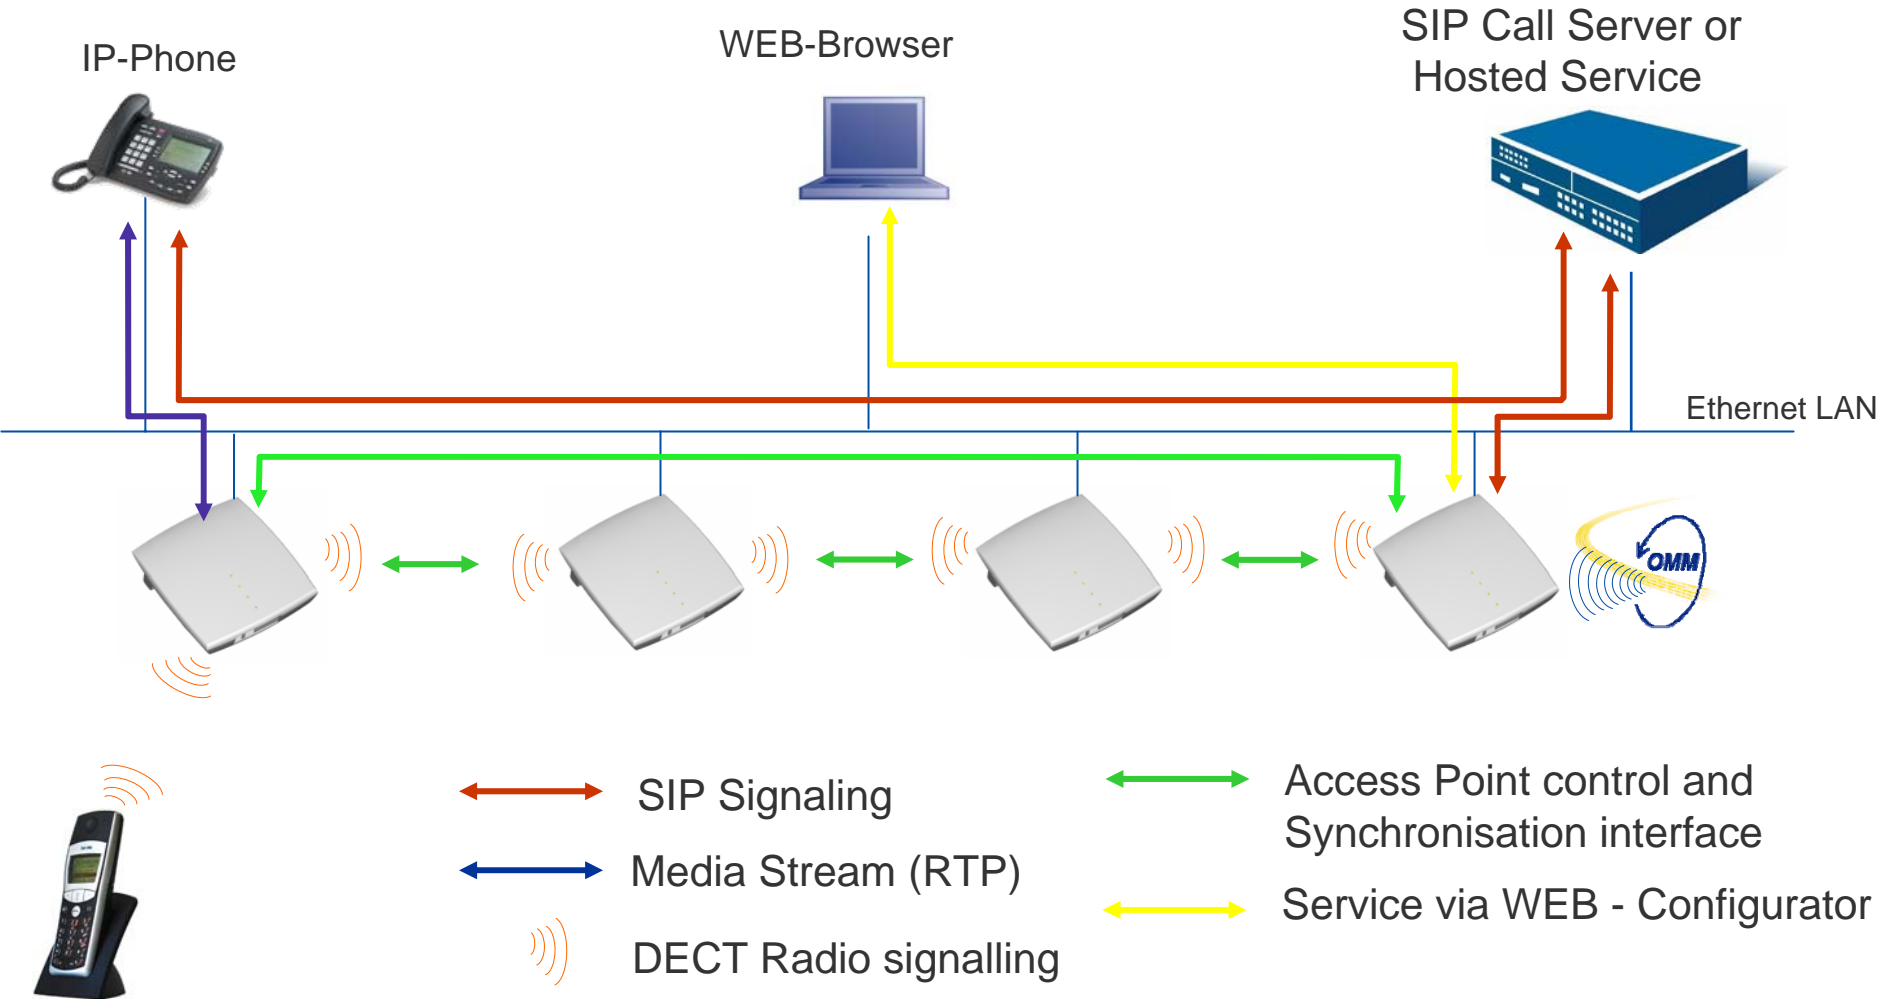 IP-Phone
WEB-Browser
SIP Call Server or
Hosted Service
Ethernet LAN
OMM
SIP Signaling
Media Stream (RTP)
DECT Radio signalling
Access Point control and
Synchronisation interface
Service via WEB - Configurator